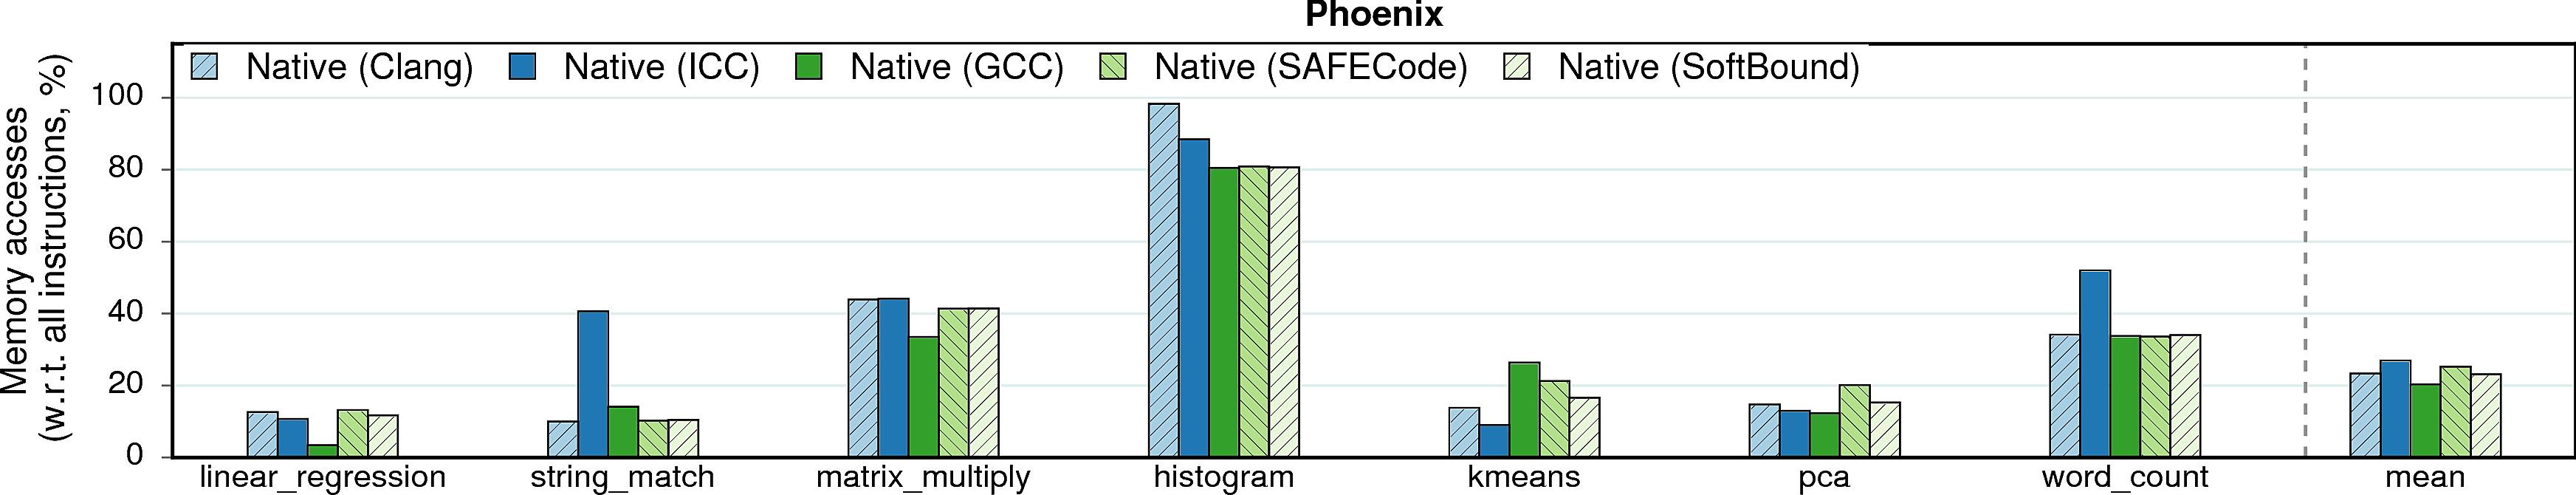 Phoenix
Memory accesses
(w.r.t. all instructions, %)
Native (Clang) Native (ICC) Native (GCC) Native (SAFECode) Native (SoftBound)
100
80
60
40
20
0
linear_regression string_match matrix_multiply histogram kmeans pca word_count mean